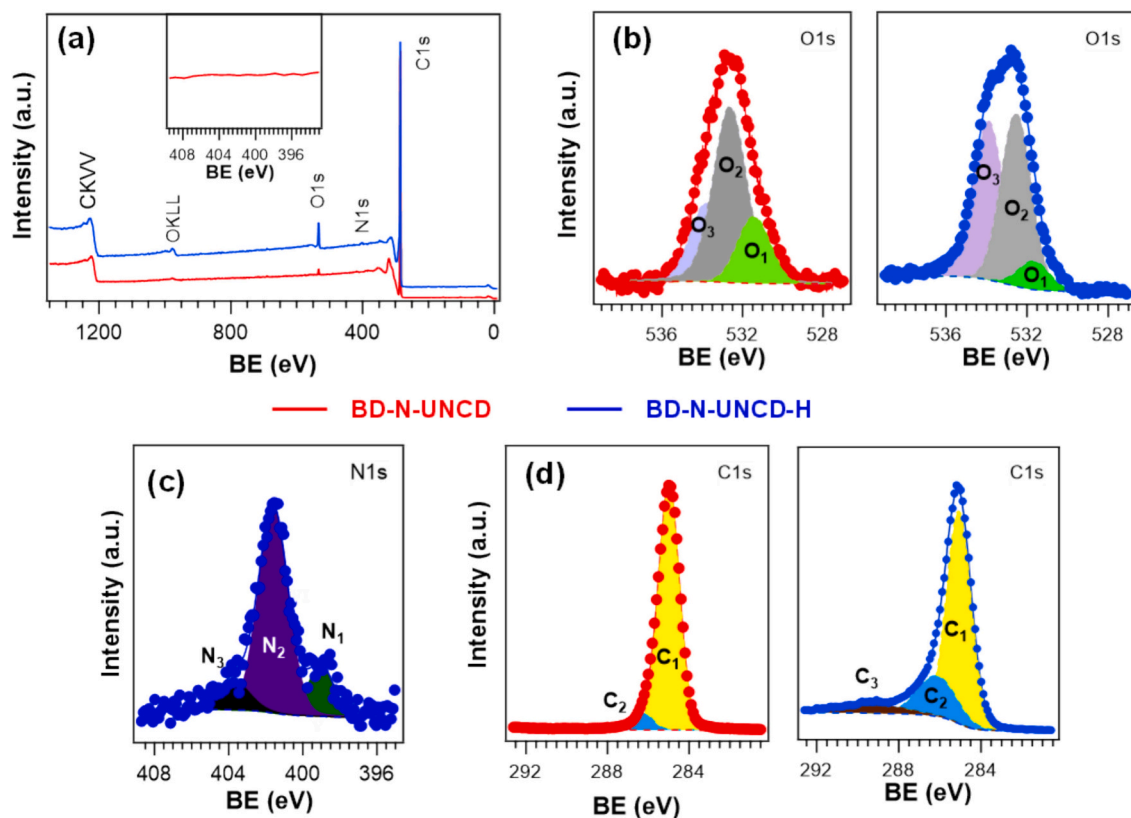 (a)
Intensity (a.u.)
408 404 400 396
BE (eV)
CKVV
OKLL
O1s
N1s
C1s
1200 800 400 0
BE (eV)
(b)
Intensity (a.u.)
O1s
O₂
O₃
O₁
536 532 528
BE (eV)
O1s
O₃
O₂
O₁
536 532 528
BE (eV)
BD-N-UNCD
BD-N-UNCD-H
(c)
Intensity (a.u.)
N1s
N₃
N₂
N₁
408 404 400 396
BE (eV)
(d)
Intensity (a.u.)
C1s
C₁
C₂
292 288 284
BE (eV)
C1s
C₁
C₃
C₂
292 288 284
BE (eV)